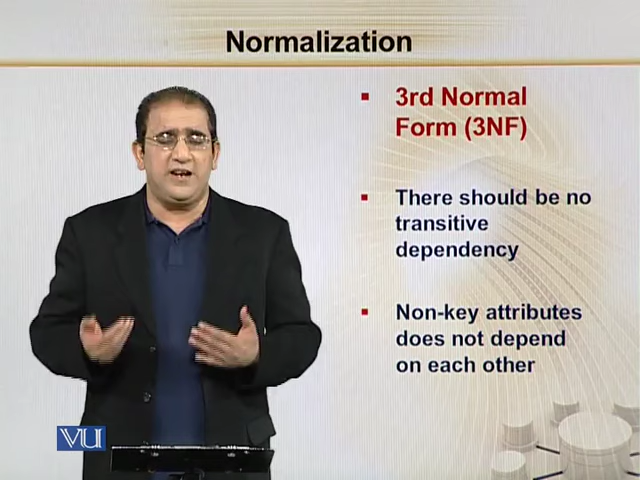 Normalization
3rd Normal
Form (3NF)
There should be no
transitive
dependency
Non-key attributes
does not depend
on each other
VU